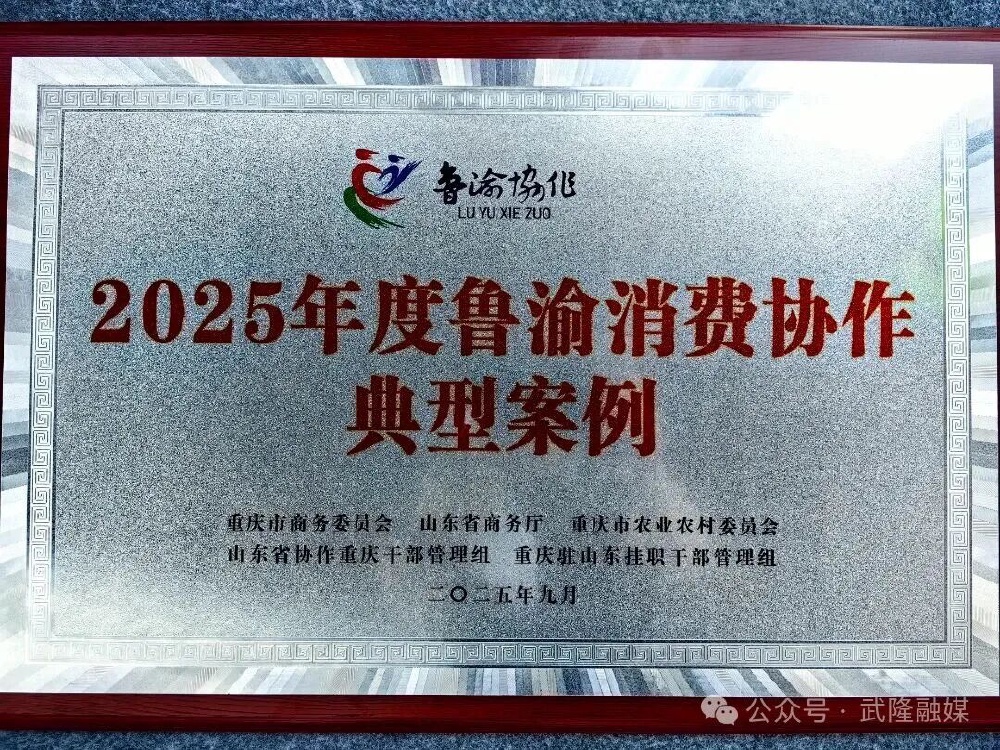 鲁渝協作
LU YU XIE ZUO
2025年度鲁渝消费协作
典型案例
重庆市商务委员会 山东省商务厅 重庆市农业农村委员会
山东省协作重庆干部管理组 重庆驻山东挂职干部管理组
二〇二五年九月
公众号·武隆融媒